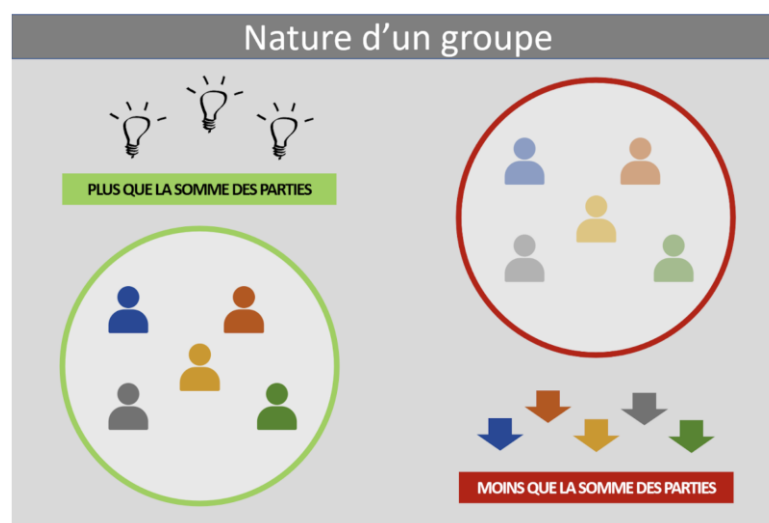 Nature d'un groupe
PLUS QUE LA SOMME DES PARTIES
MOINS QUE LA SOMME DES PARTIES